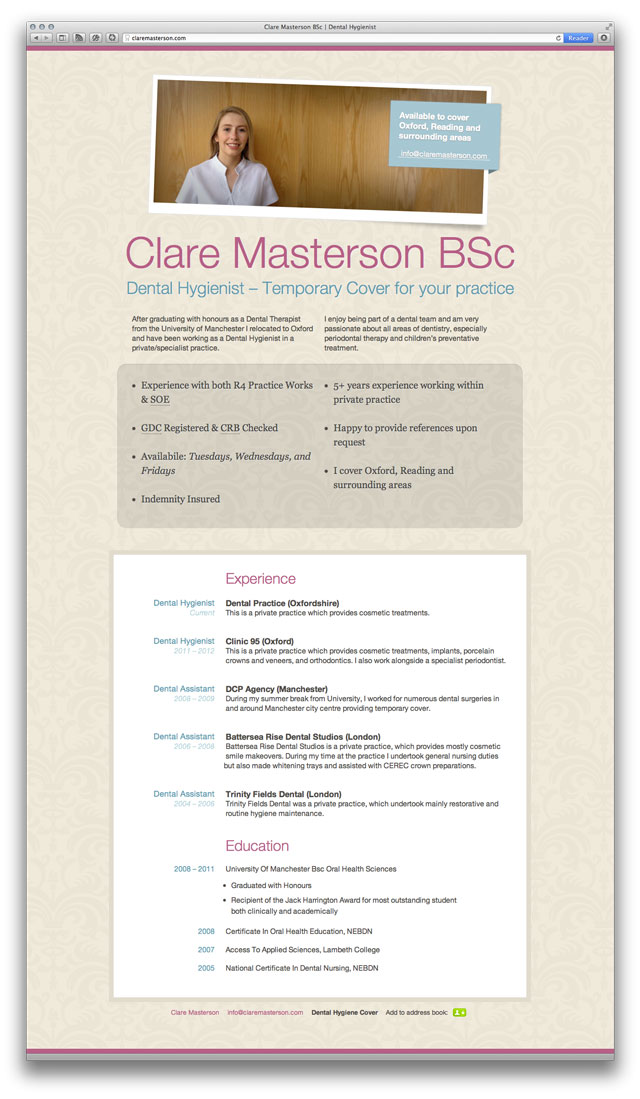 Clare Masterson BSc | Dental Hygienist
claremasterson.com
Reader
Available to cover
Oxford, Reading and
surrounding areas
info@claremasterson.com
Clare Masterson BSc
Dental Hygienist – Temporary Cover for your practice
After graduating with honours as a Dental Therapist
from the University of Manchester I relocated to Oxford
and have been working as a Dental Hygienist in a
private/specialist practice.
I enjoy being part of a dental team and am very
passionate about all areas of dentistry, especially
periodontal therapy and children's preventative
treatment.
• Experience with both R4 Practice Works
& SOE
• GDC Registered & CRB Checked
• Availabile: Tuesdays, Wednesdays, and
Fridays
• Indemnity Insured
• 5+ years experience working within
private practice
• Happy to provide references upon
request
• I cover Oxford, Reading and
surrounding areas
Experience
Dental Hygienist
Current
Dental Practice (Oxfordshire)
This is a private practice which provides cosmetic treatments.
Dental Hygienist
2011 – 2012
Clinic 95 (Oxford)
This is a private practice which provides cosmetic treatments, implants, porcelain
crowns and veneers, and orthodontics. I also work alongside a specialist periodontist.
Dental Assistant
2008 – 2009
DCP Agency (Manchester)
During my summer break from University, I worked for numerous dental surgeries in
and around Manchester city centre providing temporary cover.
Dental Assistant
2006 – 2008
Battersea Rise Dental Studios (London)
Battersea Rise Dental Studios is a private practice, which provides mostly cosmetic
smile makeovers. During my time at the practice I undertook general nursing duties
but also made whitening trays and assisted with CEREC crown preparations.
Dental Assistant
2004 – 2006
Trinity Fields Dental (London)
Trinity Fields Dental was a private practice, which undertook mainly restorative and
routine hygiene maintenance.
Education
2008 – 2011 University Of Manchester Bsc Oral Health Sciences
• Graduated with Honours
• Recipient of the Jack Harrington Award for most outstanding student
both clinically and academically
2008 Certificate In Oral Health Education, NEBDN
2007 Access To Applied Sciences, Lambeth College
2005 National Certificate In Dental Nursing, NEBDN
Clare Masterson info@claremasterson.com Dental Hygiene Cover Add to address book: